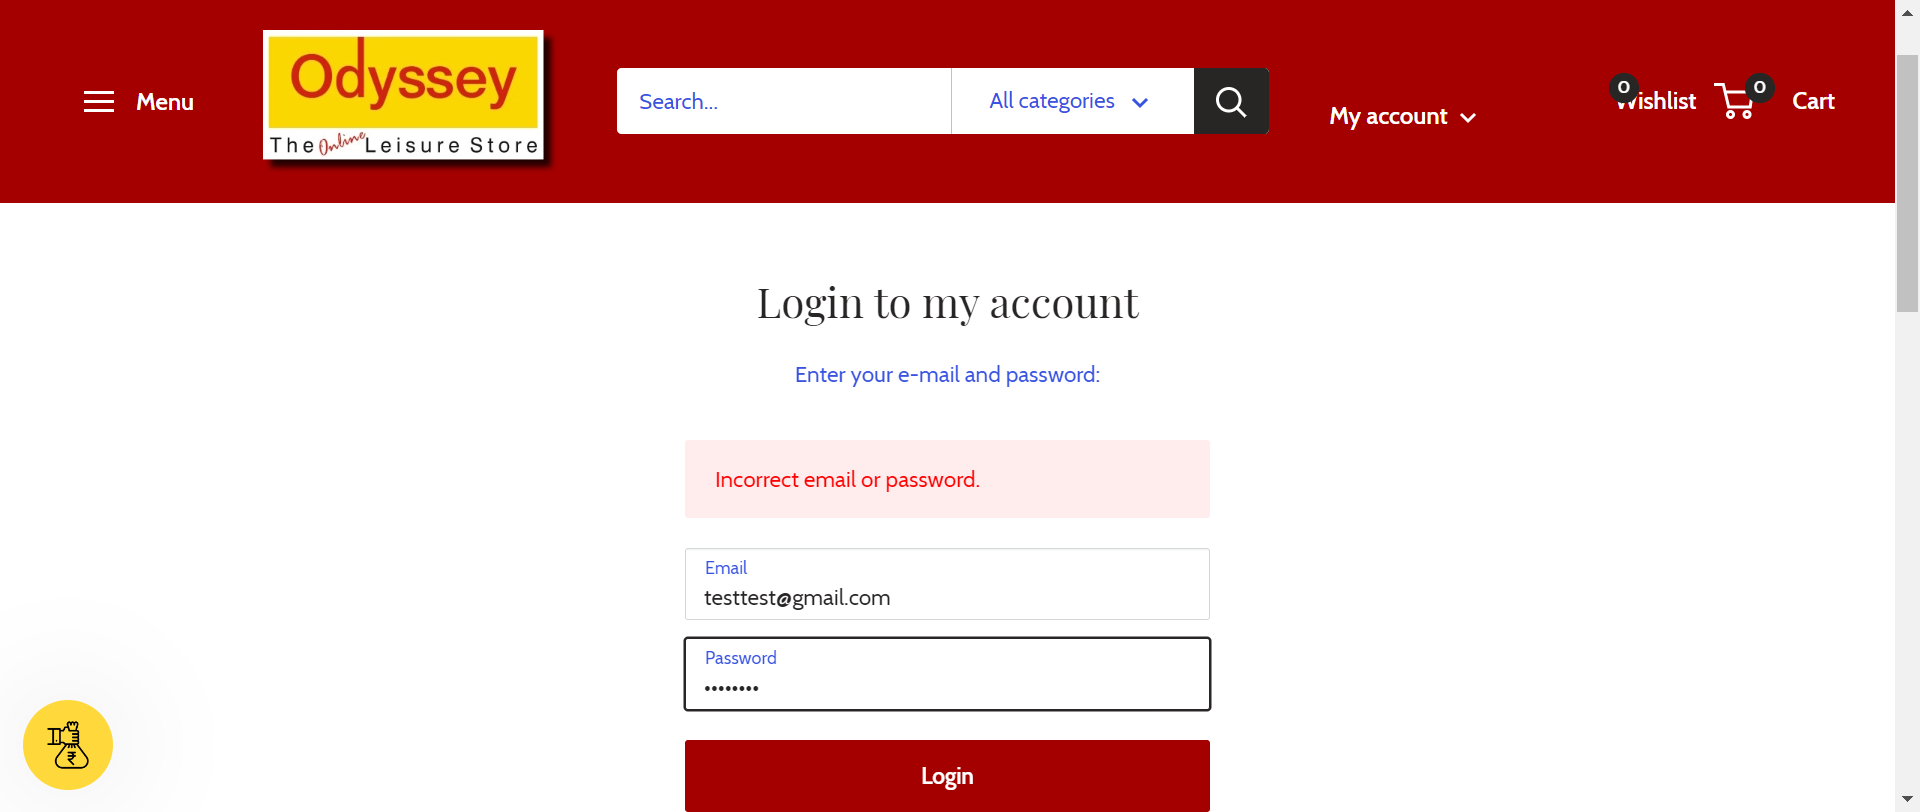 Menu
Odyssey
The Online Leisure Store
Search...
All categories
My account
0
Wishlist
0
Cart
Login to my account
Enter your e-mail and password:
Incorrect email or password.
Email
testtest@gmail.com
Password
••••••••
₹
Login